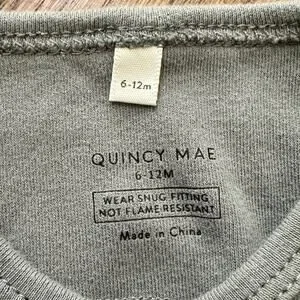 6-12m
QUINCY MAE
6-12M
WEAR SNUG FITTING
NOT FLAME RESISTANT
Made in China